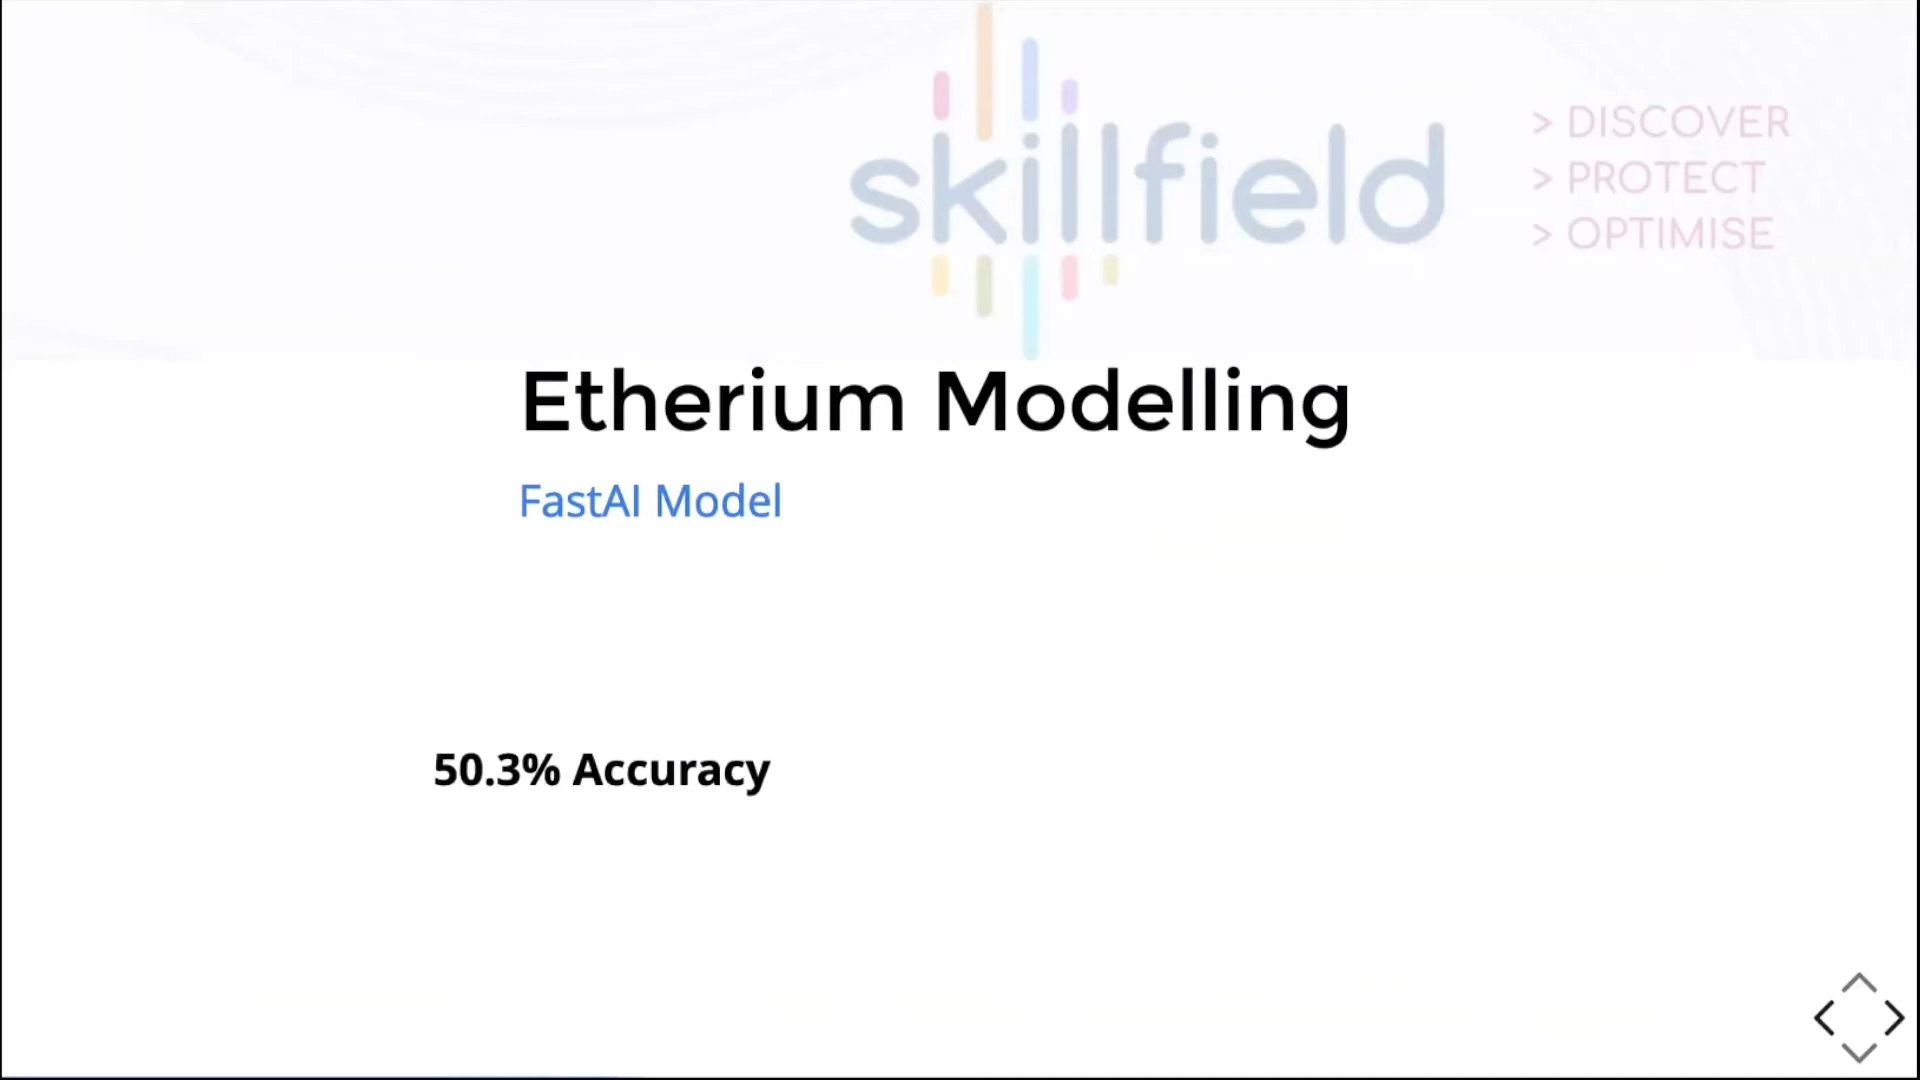 skillfield
> DISCOVER
> PROTECT
> OPTIMISE
Etherium Modelling
FastAI Model
50.3% Accuracy